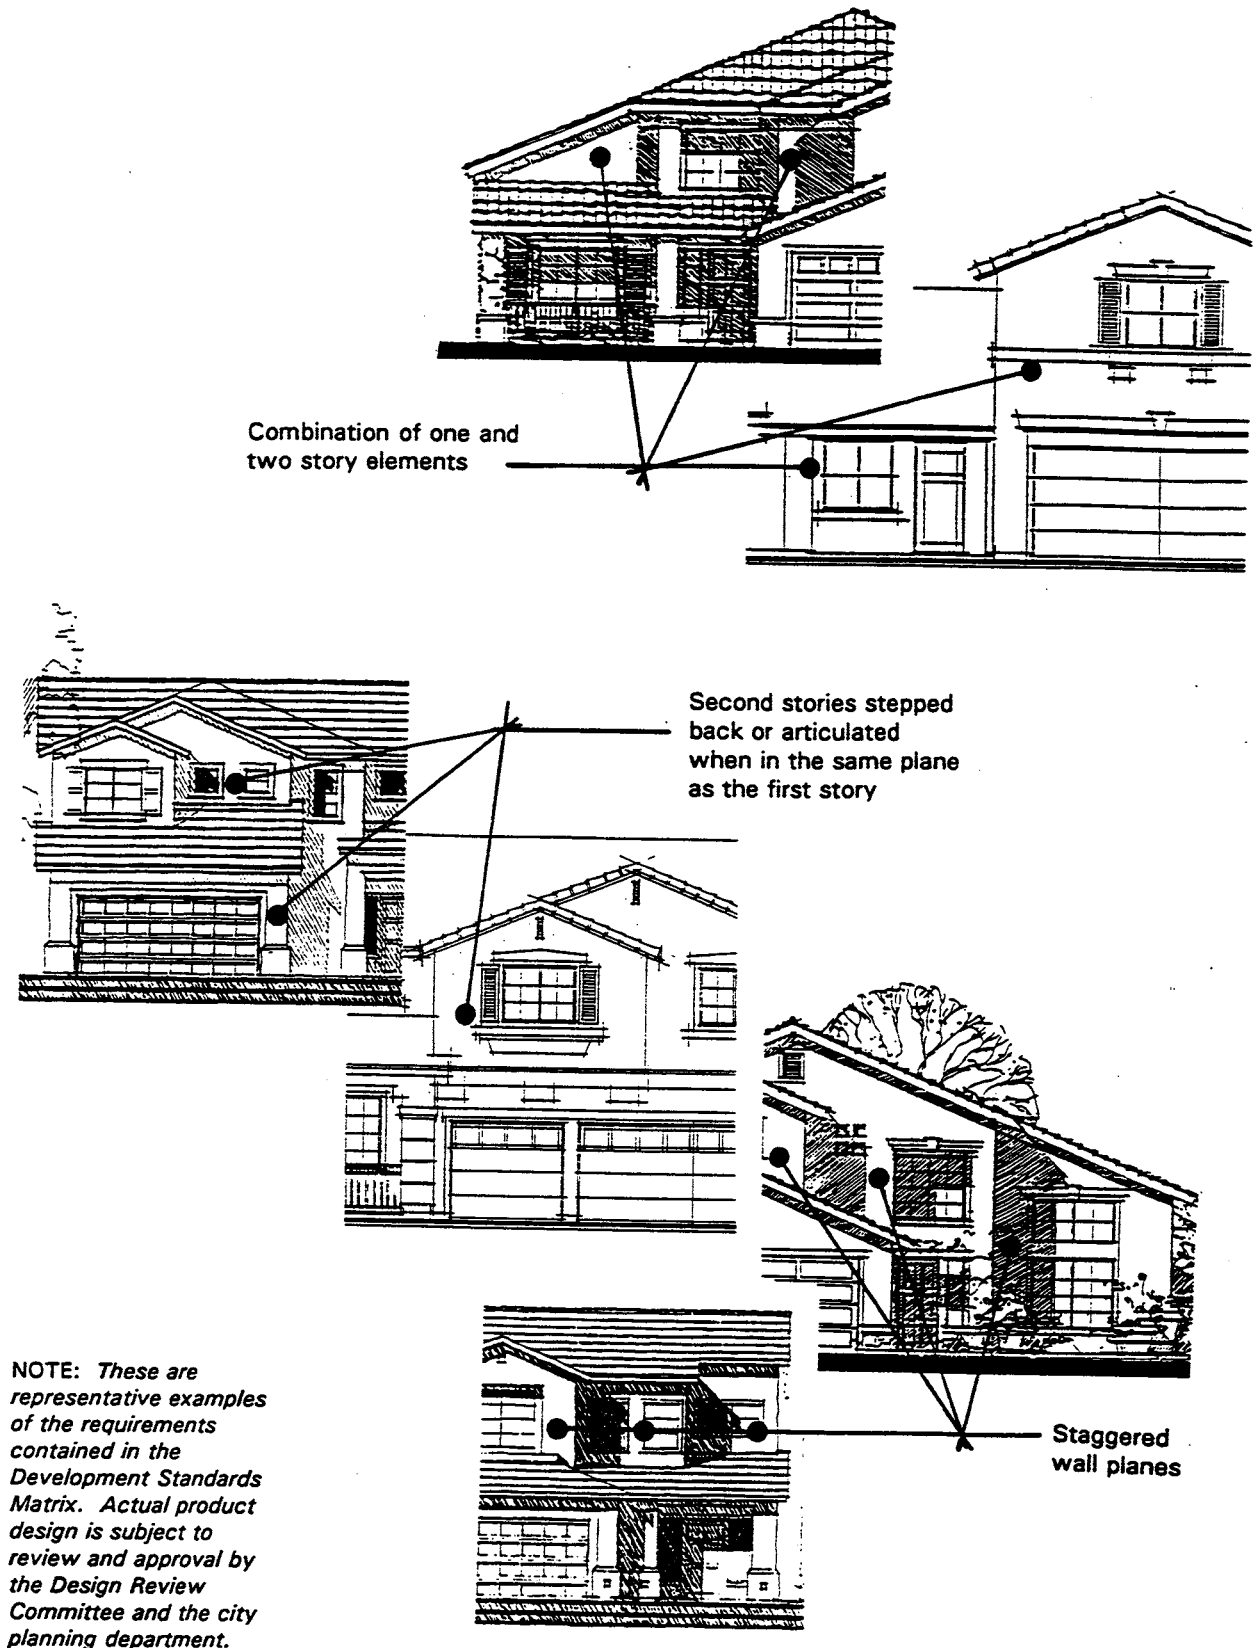 Combination of one and
two story elements
Second stories stepped
back or articulated
when in the same plane
as the first story
Staggered
wall planes
NOTE: These are
representative examples
of the requirements
contained in the
Development Standards
Matrix. Actual product
design is subject to
review and approval by
the Design Review
Committee and the city
planning department.